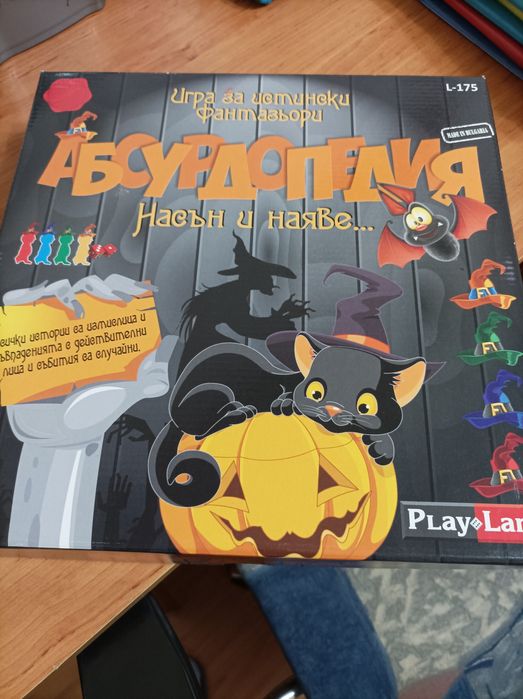 L-175
Игра за истински
фантазьори
MADE IN BULGARIA
АБСУРДОПЕДИЯ
Насън и наяве...
всички истории са измислица и
съвпаденията с действителни
лица и събития са случайни.
PLAY LAN